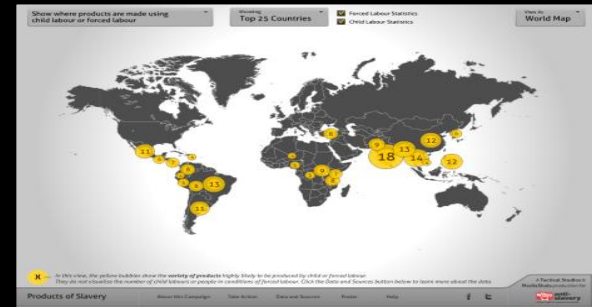 Show where products are made using
child labour or forced labour
Showing
Top 25 Countries
Forced Labour Statistics
Child Labour Statistics
View As
World Map
11
8
13
11
8
9
9
18
13
14
12
12
In this view, the yellow bubbles show the variety of products highly likely to be produced by child or forced labour.
They do not visualise the number of child labourers or people in conditions of forced labour. Click the Data and Sources button below to learn more about the data
Products of Slavery
About this Campaign
Take Action
Data and Sources
Poster
Help
anti-slavery